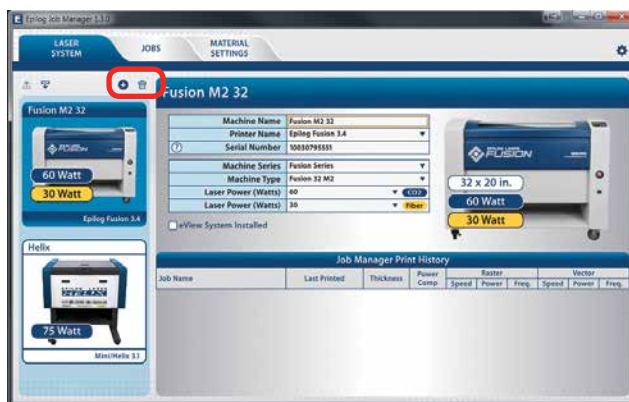 Epilog Job Manager 1.3.0
LASER SYSTEM
JOBS
MATERIAL SETTINGS
Fusion M2 32
60 Watt
30 Watt
Epilog Fusion 3.4
Helix
HELIX
75 Watt
Mini/Helix 3.1
Fusion M2 32
Machine Name Fusion M2 32
Printer Name Epilog Fusion 3.4
? Serial Number 10030795551
Machine Series Fusion Series
Machine Type Fusion 32 M2
Laser Power (Watts) 60 CO2
Laser Power (Watts) 30 Fiber
eView System Installed
FUSION
32 x 20 in.
60 Watt
30 Watt
Job Manager Print History
Job Name Last Printed Thickness Power Comp Raster Vector
Speed Power Freq. Speed Power Freq.